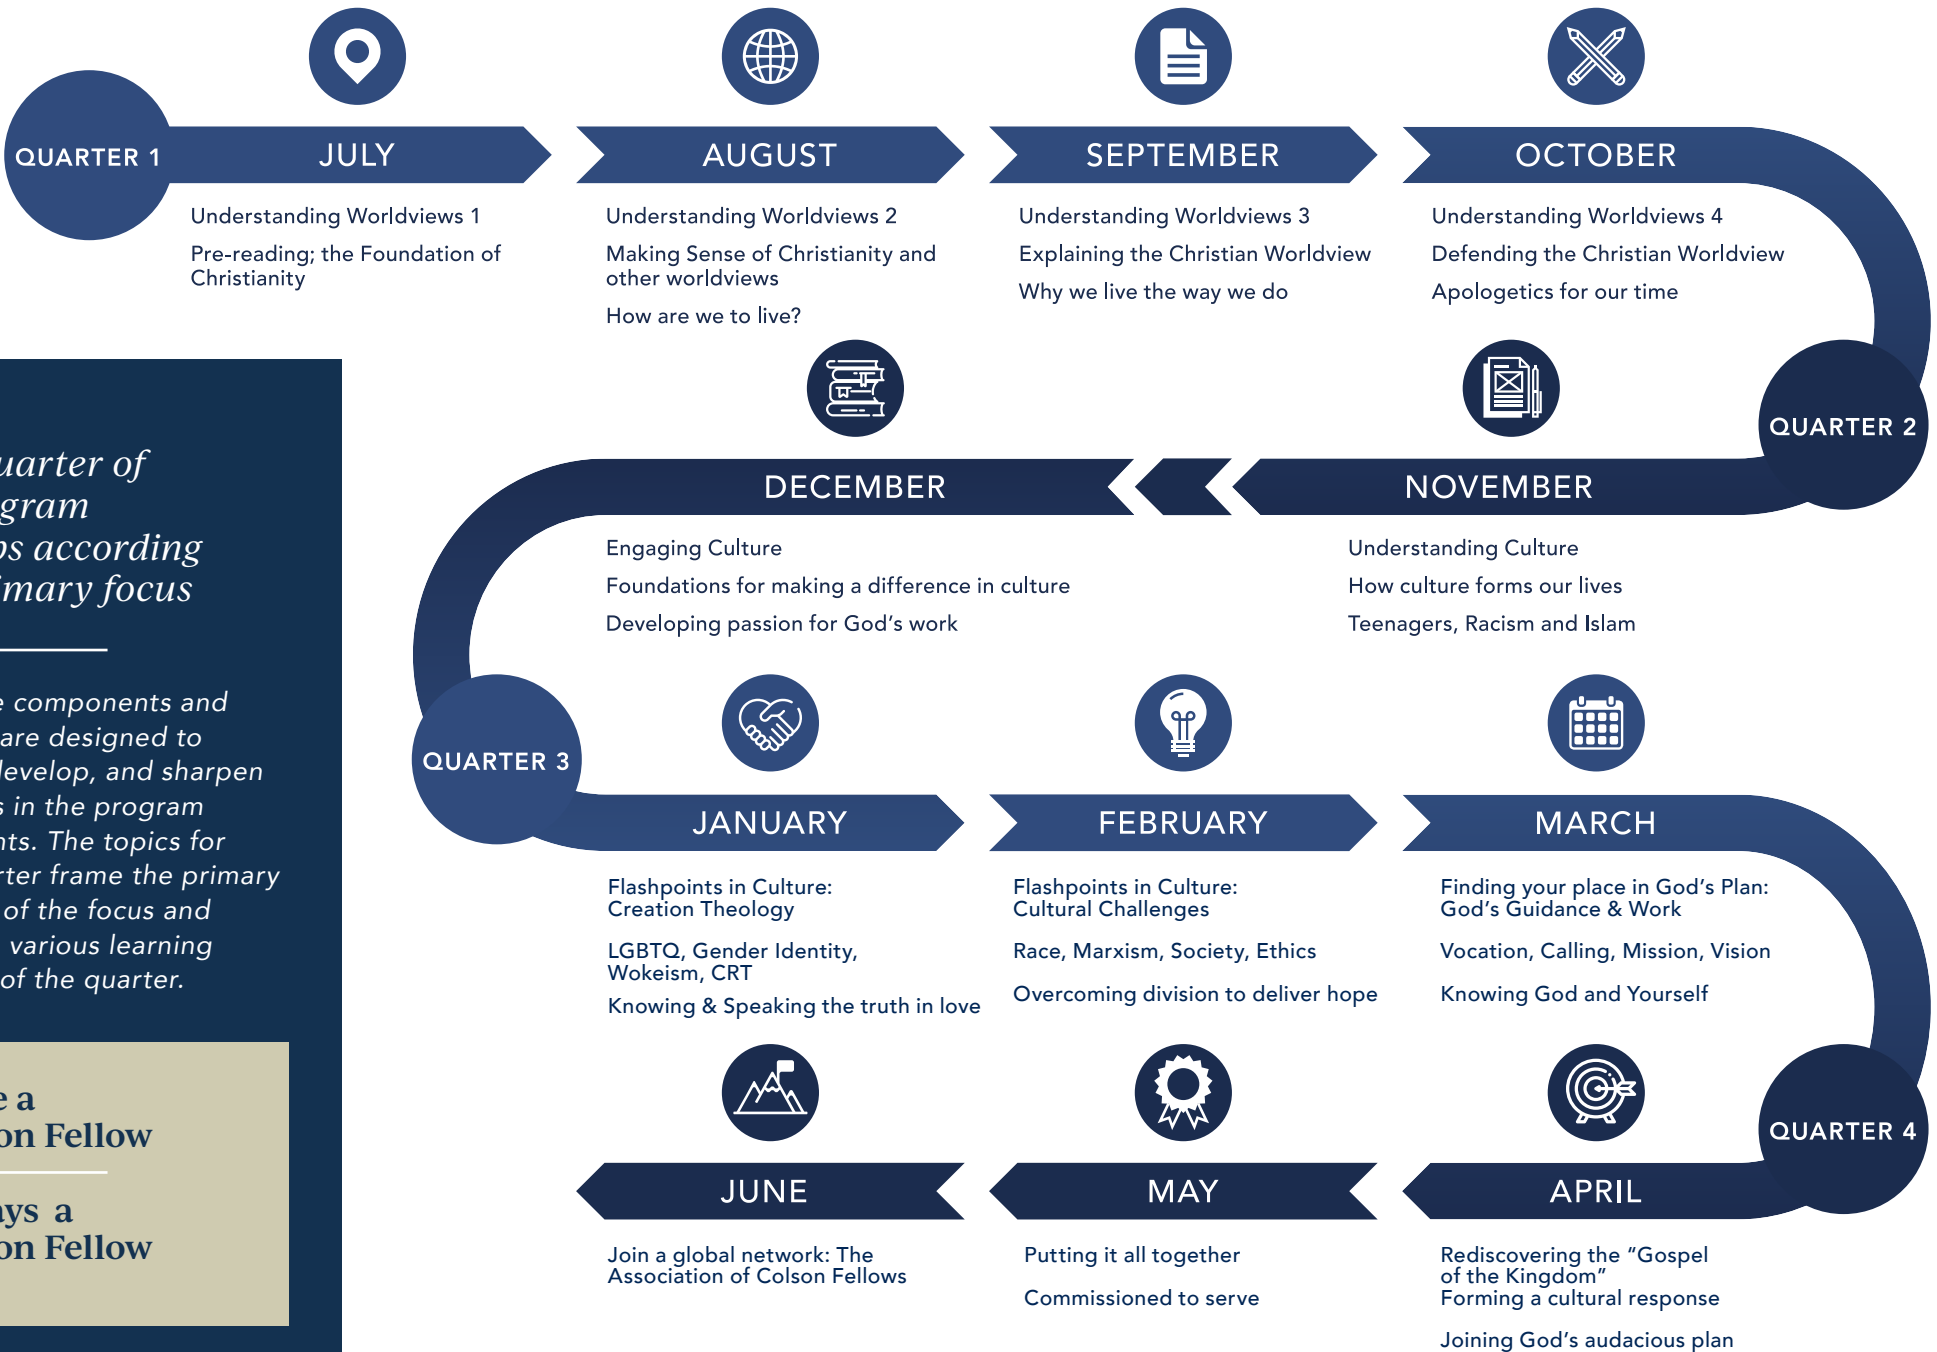 QUARTER 1
JULY
Understanding Worldviews 1
Pre-reading; the Foundation of
Christianity
AUGUST
Understanding Worldviews 2
Making Sense of Christianity and
other worldviews
How are we to live?
SEPTEMBER
Understanding Worldviews 3
Explaining the Christian Worldview
Why we live the way we do
OCTOBER
Understanding Worldviews 4
Defending the Christian Worldview
Apologetics for our time
QUARTER 2
NOVEMBER
Understanding Culture
How culture forms our lives
Teenagers, Racism and Islam
DECEMBER
Engaging Culture
Foundations for making a difference in culture
Developing passion for God's work
QUARTER 3
JANUARY
Flashpoints in Culture:
Creation Theology
LGBTQ, Gender Identity,
Wokeism, CRT
Knowing & Speaking the truth in love
FEBRUARY
Flashpoints in Culture:
Cultural Challenges
Race, Marxism, Society, Ethics
Overcoming division to deliver hope
MARCH
Finding your place in God's Plan:
God's Guidance & Work
Vocation, Calling, Mission, Vision
Knowing God and Yourself
QUARTER 4
APRIL
Rediscovering the “Gospel
of the Kingdom”
Forming a cultural response
Joining God's audacious plan
MAY
Putting it all together
Commissioned to serve
JUNE
Join a global network: The
Association of Colson Fellows
of
according
focus
components and
are designed to
develop, and sharpen
in the program
The topics for
frame the primary
of the focus and
various learning
of the quarter.
a
Fellow
a
Fellow